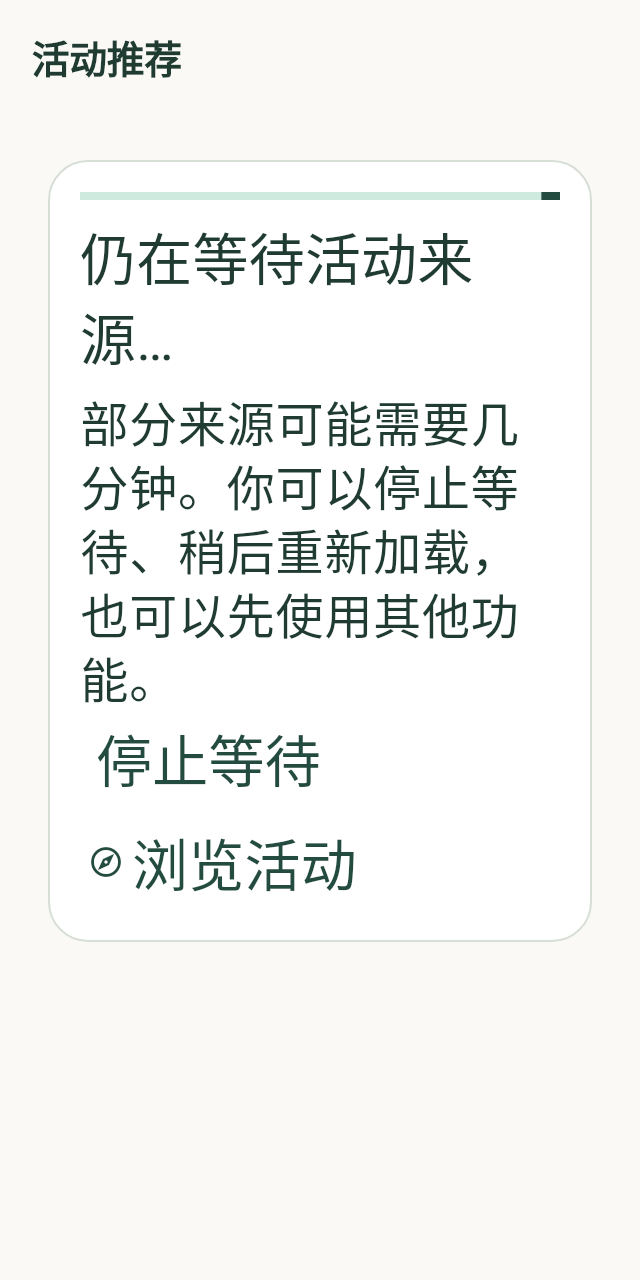 活动推荐
仍在等待活动来
源...
部分来源可能需要几
分钟。你可以停止等
待、稍后重新加载，
也可以先使用其他功
能。
停止等待
浏览活动